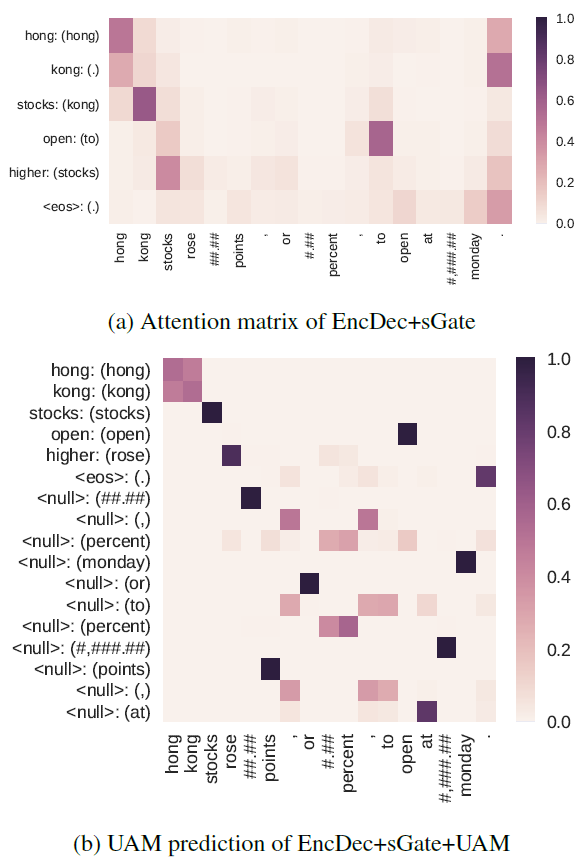 hong: (hong)
kong: (.)
stocks: (kong)
open: (to)
higher: (stocks)
<eos>: (.)
hong kong stocks rose ##.## points , or #.## percent , to open at #,###.## monday .
1.0
0.8
0.6
0.4
0.2
0.0
(a) Attention matrix of EncDec+sGate
hong: (hong)
kong: (kong)
stocks: (stocks)
open: (open)
higher: (rose)
<eos>: (.)
<null>: (##.##)
<null>: (,)
<null>: (percent)
<null>: (monday)
<null>: (or)
<null>: (to)
<null>: (percent)
<null>: (#,###.##)
<null>: (points)
<null>: (,)
<null>: (at)
hong kong stocks rose ##.## points , or #.## percent , to open at #,###.## monday .
1.0
0.8
0.6
0.4
0.2
0.0
(b) UAM prediction of EncDec+sGate+UAM